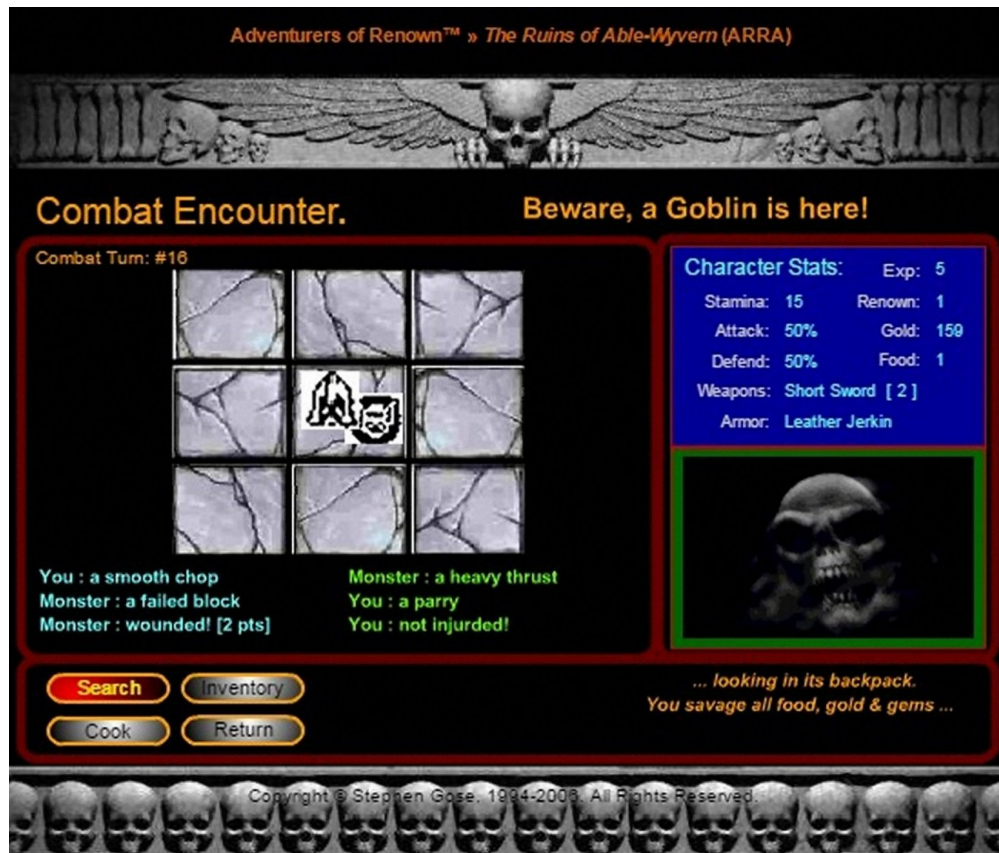 Adventurers of Renown™ » The Ruins of Able-Wyvern (ARRA)
Combat Encounter.
Beware, a Goblin is here!
Combat Turn: #16
Character Stats:
Exp: 5
Stamina: 15
Renown: 1
Attack: 50%
Gold: 159
Defend: 50%
Food: 1
Weapons: Short Sword [ 2 ]
Armor: Leather Jerkin
You : a smooth chop
Monster : a failed block
Monster : wounded! [2 pts]
Monster : a heavy thrust
You : a parry
You : not injurded!
Search
Inventory
Cook
Return
... looking in its backpack.
You savage all food, gold & gems ...
Copyright © Stephen Gose, 1994-2006. All Rights Reserved.